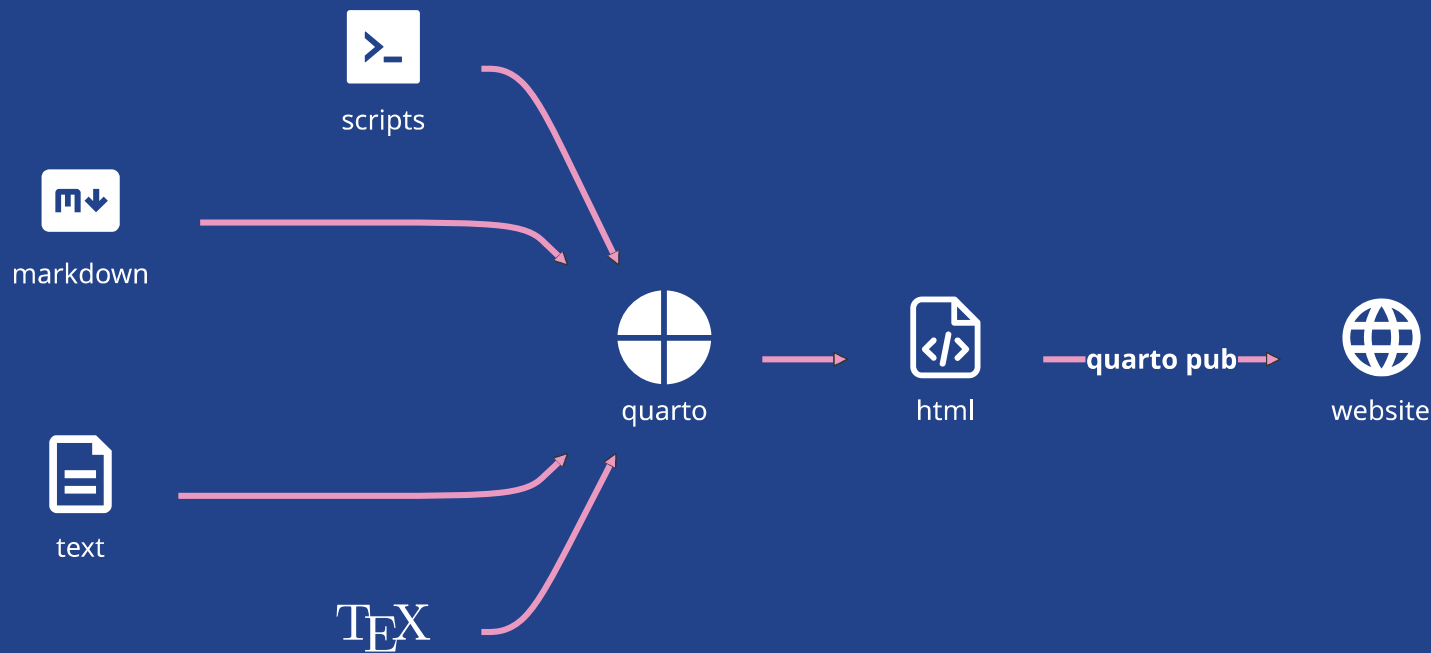 scripts
markdown
quarto
html
quarto pub
website
text
TEX